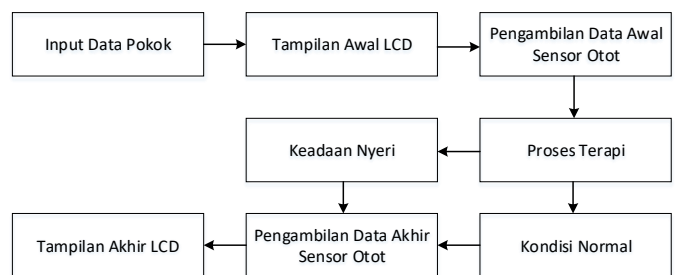 Input Data Pokok
Tampilan Awal LCD
Pengambilan Data Awal
Sensor Otot
Keadaan Nyeri
Proses Terapi
Tampilan Akhir LCD
Pengambilan Data Akhir
Sensor Otot
Kondisi Normal